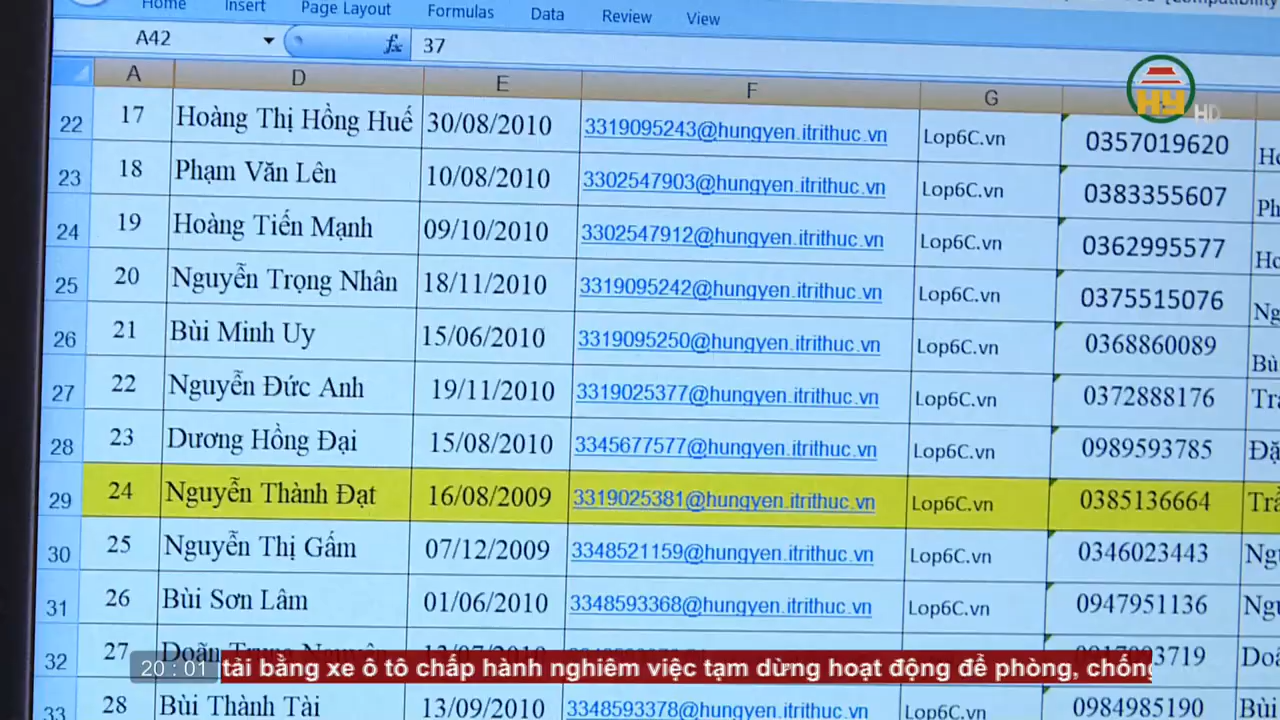 Home Insert Page Layout Formulas Data Review View
A42 fx 37
A D E F G
22 17 Hoàng Thị Hồng Huế 30/08/2010 3319095243@hungyen.itrithuc.vn Lop6C.vn 0357019620
23 18 Phạm Văn Lên 10/08/2010 3302547903@hungyen.itrithuc.vn Lop6C.vn 0383355607
24 19 Hoàng Tiến Mạnh 09/10/2010 3302547912@hungyen.itrithuc.vn Lop6C.vn 0362995577
25 20 Nguyễn Trọng Nhân 18/11/2010 3319095242@hungyen.itrithuc.vn Lop6C.vn 0375515076
26 21 Bùi Minh Uy 15/06/2010 3319095250@hungyen.itrithuc.vn Lop6C.vn 0368860089
27 22 Nguyễn Đức Anh 19/11/2010 3319025377@hungyen.itrithuc.vn Lop6C.vn 0372888176
28 23 Dương Hồng Đại 15/08/2010 3345677577@hungyen.itrithuc.vn Lop6C.vn 0989593785
29 24 Nguyễn Thành Đạt 16/08/2009 3319025381@hungyen.itrithuc.vn Lop6C.vn 0385136664
30 25 Nguyễn Thị Gấm 07/12/2009 3348521159@hungyen.itrithuc.vn Lop6C.vn 0346023443
31 26 Bùi Sơn Lâm 01/06/2010 3348593368@hungyen.itrithuc.vn Lop6C.vn 0947951136
32 27 Doãn
33 28 Bùi Thành Tài 13/09/2010 3348593378@hungyen.itrithuc.vn Lop6C.vn 0984985190 Bùi
HY HD
20:01 tải bằng xe ô tô chấp hành nghiêm việc tạm dừng hoạt động để phòng, chống